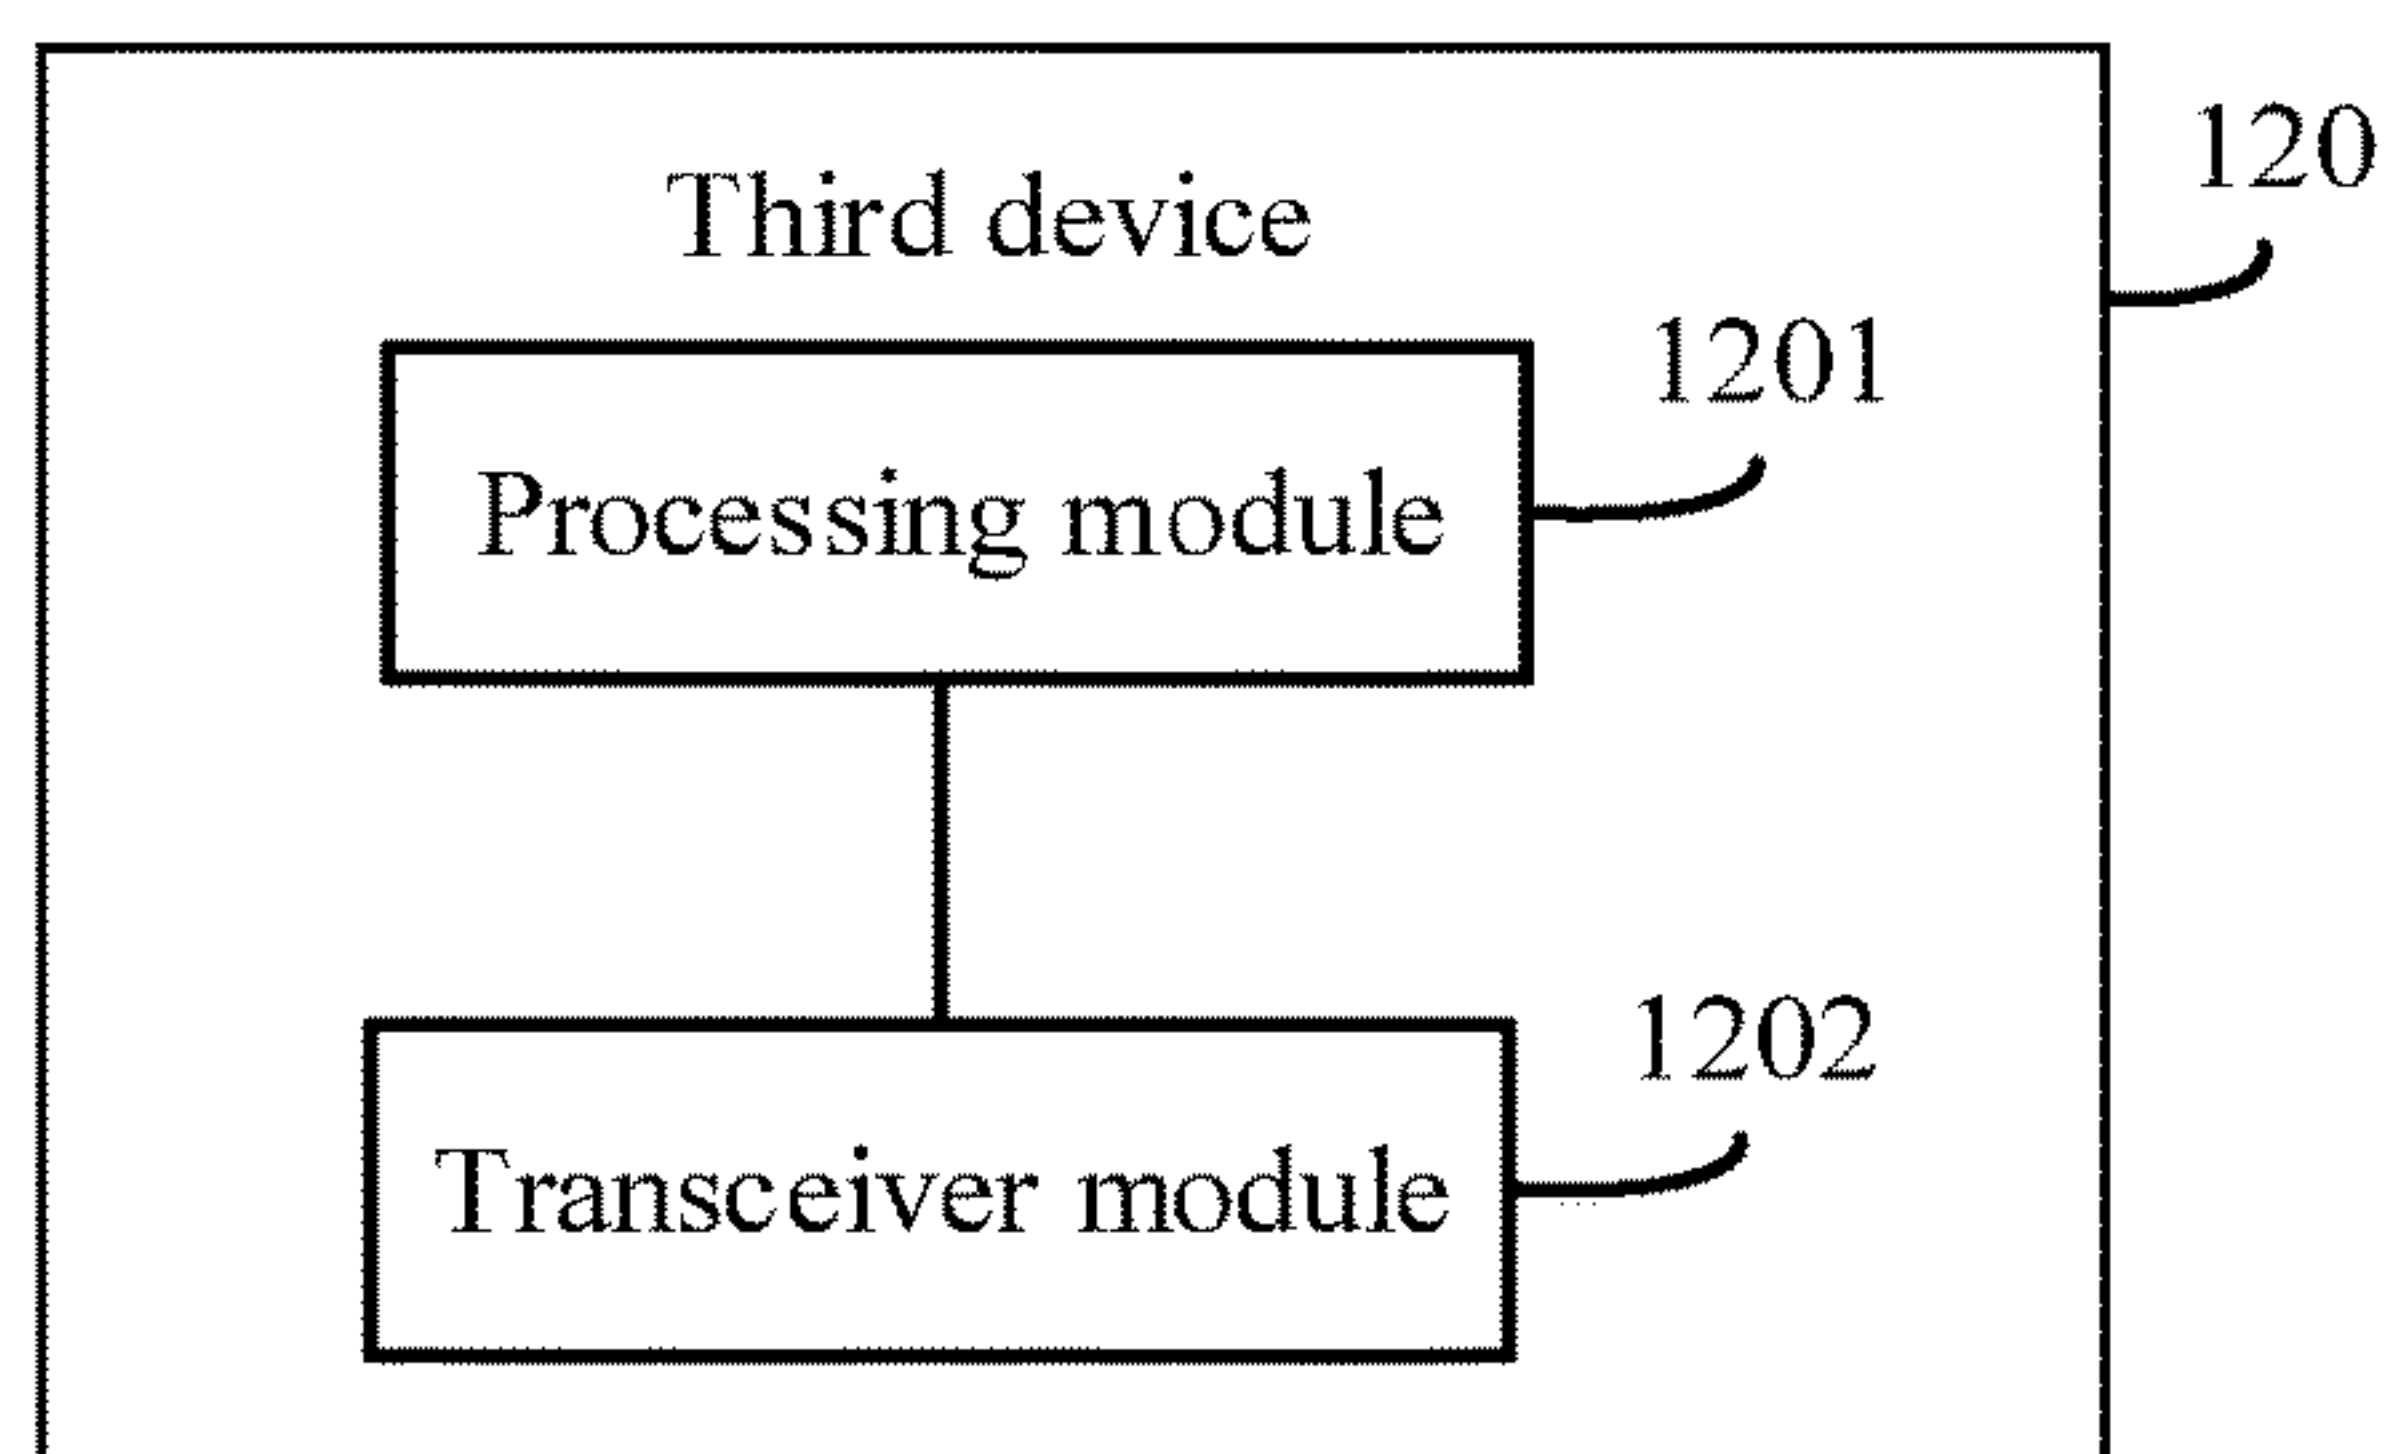 120
Third device
1201
Processing module
1202
Transceiver module